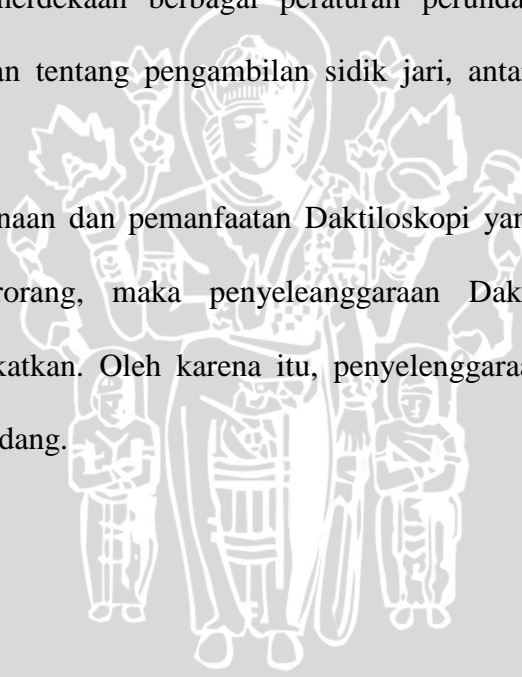 merdekaan berbagai peraturan perunda
an tentang pengambilan sidik jari, antar
naan dan pemanfaatan Daktiloskopi yan
rorang, maka penyeleanggaraan Dak
katkan. Oleh karena itu, penyelenggaraa
dang.